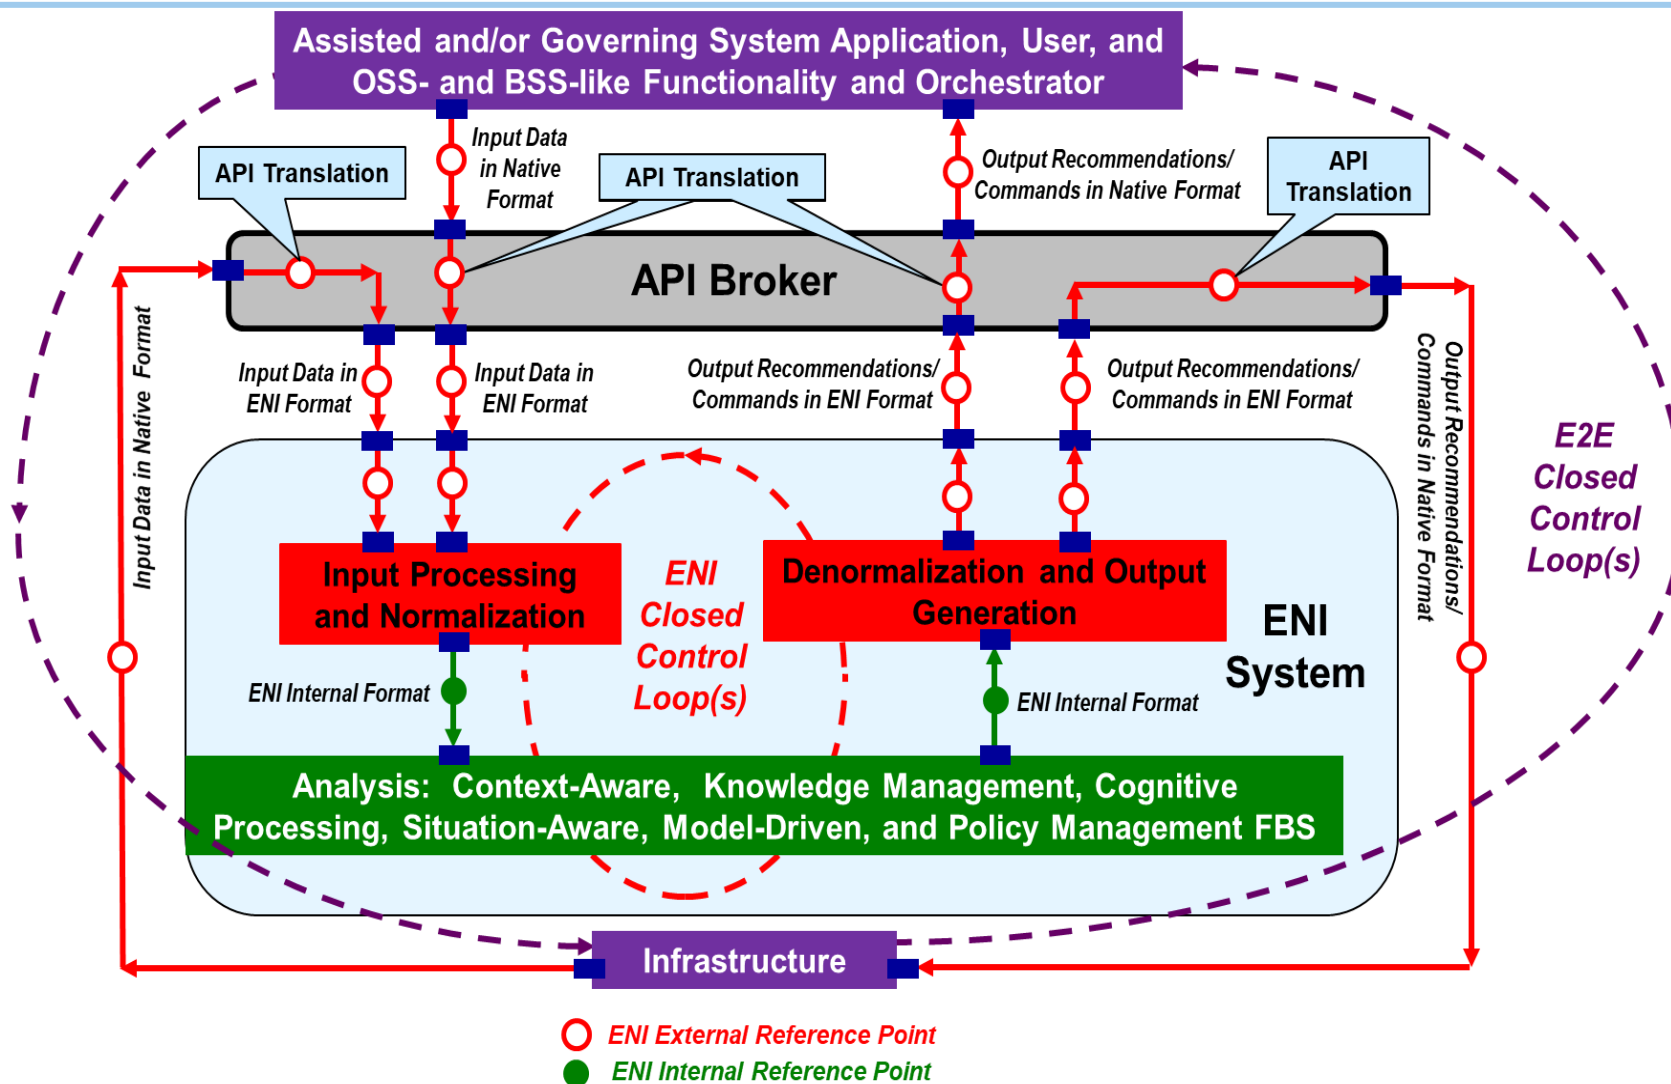 Assisted and/or Governing System Application, User, and
OSS- and BSS-like Functionality and Orchestrator
Input Data
in Native
Format
Output Recommendations/
Commands in Native Format
API Translation
API Translation
API
Translation
API Broker
Input Data in Native Format
Input Data in
ENI Format
Input Data in
ENI Format
Output Recommendations/
Commands in ENI Format
Output Recommendations/
Commands in ENI Format
Output Recommendations/
Commands in Native Format
E2E
Closed
Control
Loop(s)
Input Processing
and Normalization
ENI
Closed
Control
Loop(s)
Denormalization and Output
Generation
ENI
System
ENI Internal Format
ENI Internal Format
Analysis: Context-Aware, Knowledge Management, Cognitive
Processing, Situation-Aware, Model-Driven, and Policy Management FBS
Infrastructure
ENI External Reference Point
ENI Internal Reference Point